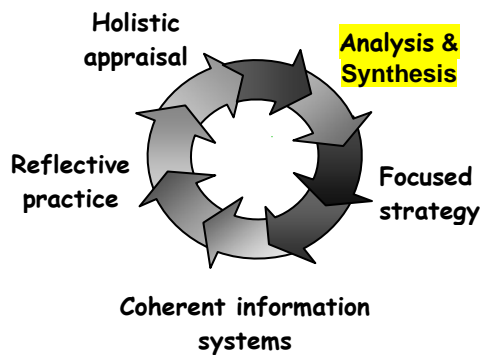 Holistic
appraisal
Analysis &
Synthesis
Focused
strategy
Coherent information
systems
Reflective
practice